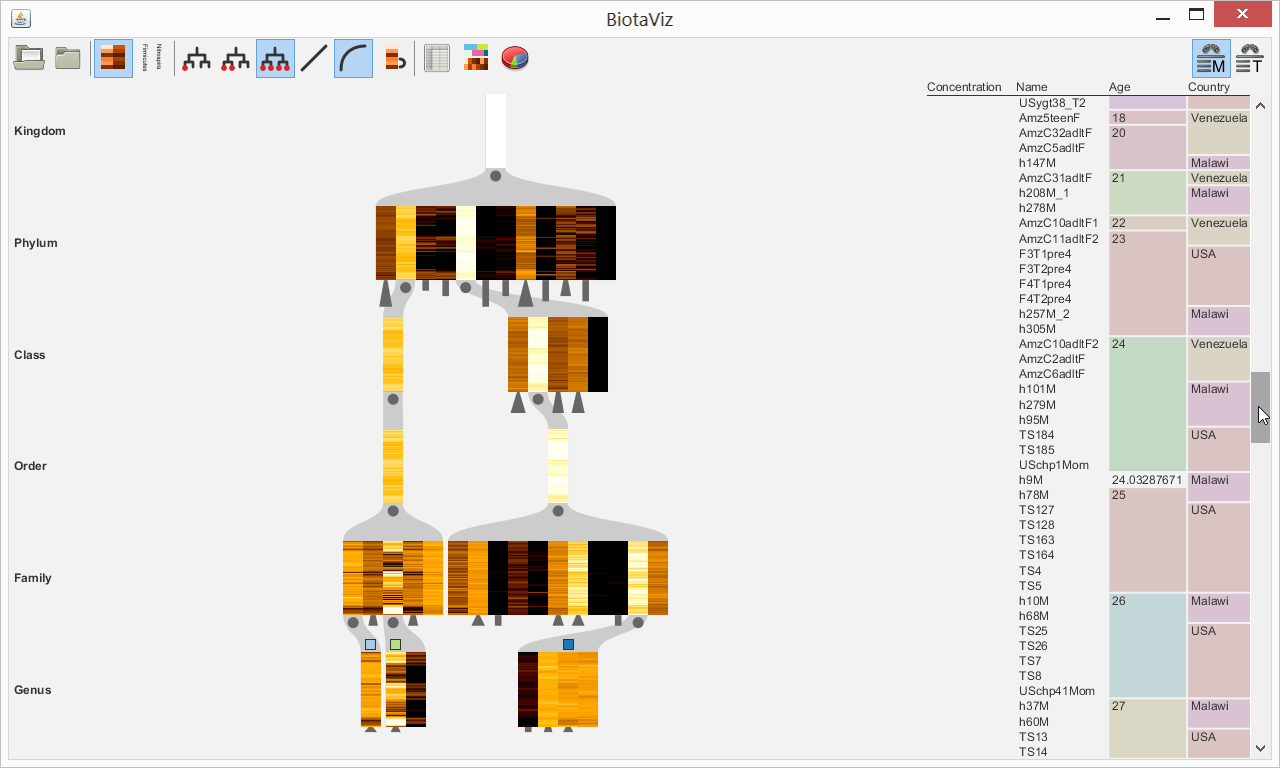 BiotaViz
Nitrospira
Firmicutes
M
T
Concentration Name Age Country
Kingdom
Phylum
Class
Order
Family
Genus
USygt38_T2
Amz5teenF 18 Venezuela
AmzC32adltF 20
AmzC5adltF
h147M Malawi
AmzC31adltF 21 Venezuela
h208M_1 Malawi
h278M
AmzC10adltF1 22 Venezuela
AmzC11adltF2 23
F2T1pre4 USA
F2T2pre4
F4T1pre4
F4T2pre4
h257M_2 Malawi
h305M
AmzC10adltF2 24 Venezuela
AmzC2adltF
AmzC6adltF
h101M Malawi
h279M
h95M
TS184 USA
TS185
USchp1Mom
h9M 24.03287671 Malawi
h78M 25
TS127 USA
TS128
TS163
TS164
TS4
TS5
h10M 26 Malawi
h68M
TS25 USA
TS26
TS7
TS8
USchp41Mom
h37M 27 Malawi
h60M
TS13 USA
TS14